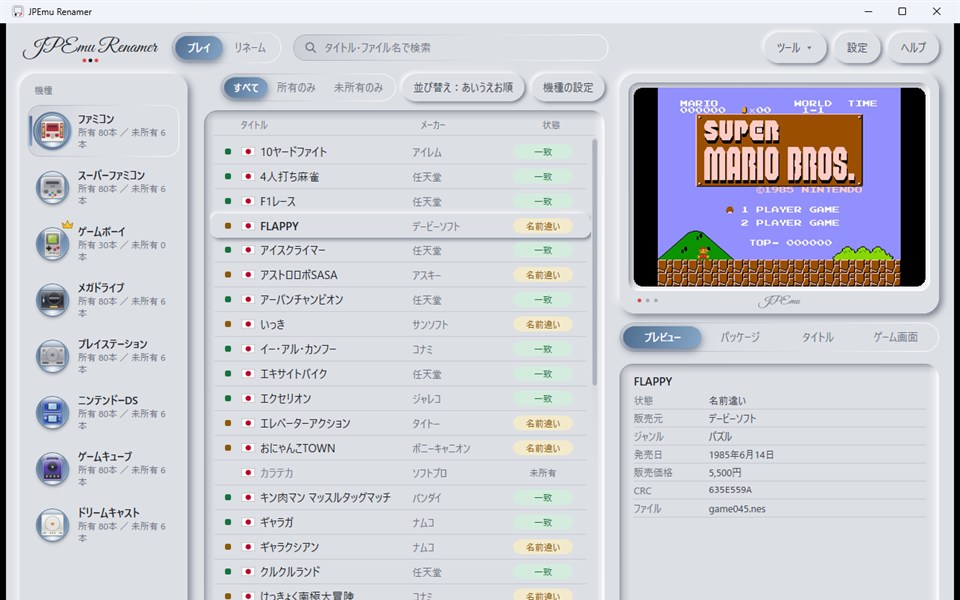 JPEmu Renamer
JPEmu Renamer
プレイ
リネーム
タイトル・ファイル名で検索
ツール
設定
ヘルプ
機種
ファミコン
所有 80本 ／ 未所有 6
本
スーパーファミコン
所有 80本 ／ 未所有 6
本
ゲームボーイ
所有 30本 ／ 未所有 0
本
メガドライブ
所有 80本 ／ 未所有 6
本
プレイステーション
所有 80本 ／ 未所有 6
本
ニンテンドーDS
所有 80本 ／ 未所有 6
本
ゲームキューブ
所有 80本 ／ 未所有 6
本
ドリームキャスト
所有 80本 ／ 未所有 6
本
すべて
所有のみ
未所有のみ
並び替え：あいうえお順
機種の設定
タイトル メーカー 状態
10ヤードファイト アイレム 一致
4人打ち麻雀 任天堂 一致
F1レース 任天堂 一致
FLAPPY デービーソフト 名前違い
アイスクライマー 任天堂 一致
アストロロボSASA アスキー 名前違い
アーバンチャンピオン 任天堂 一致
いっき サンソフト 名前違い
イー・アル・カンフー コナミ 一致
エキサイトバイク 任天堂 一致
エクセリオン ジャレコ 一致
エレベーターアクション タイトー 名前違い
おにゃんこTOWN ポニーキャニオン 名前違い
カラテカ ソフトプロ 未所有
キン肉マン マッスルタッグマッチ バンダイ 一致
ギャラガ ナムコ 一致
ギャラクシアン ナムコ 名前違い
クルクルランド 任天堂 一致
けっきょく南極大冒険 コナミ 名前違い
MARIO WORLD TIME
000000 x00 1-1
SUPER
MARIO BROS.
©1985 NINTENDO
1 PLAYER GAME
2 PLAYER GAME
TOP- 000000
JPEmu
プレビュー
パッケージ
タイトル
ゲーム画面
FLAPPY
状態 名前違い
販売元 デービーソフト
ジャンル パズル
発売日 1985年6月14日
販売価格 5,500円
CRC 635E559A
ファイル game045.nes